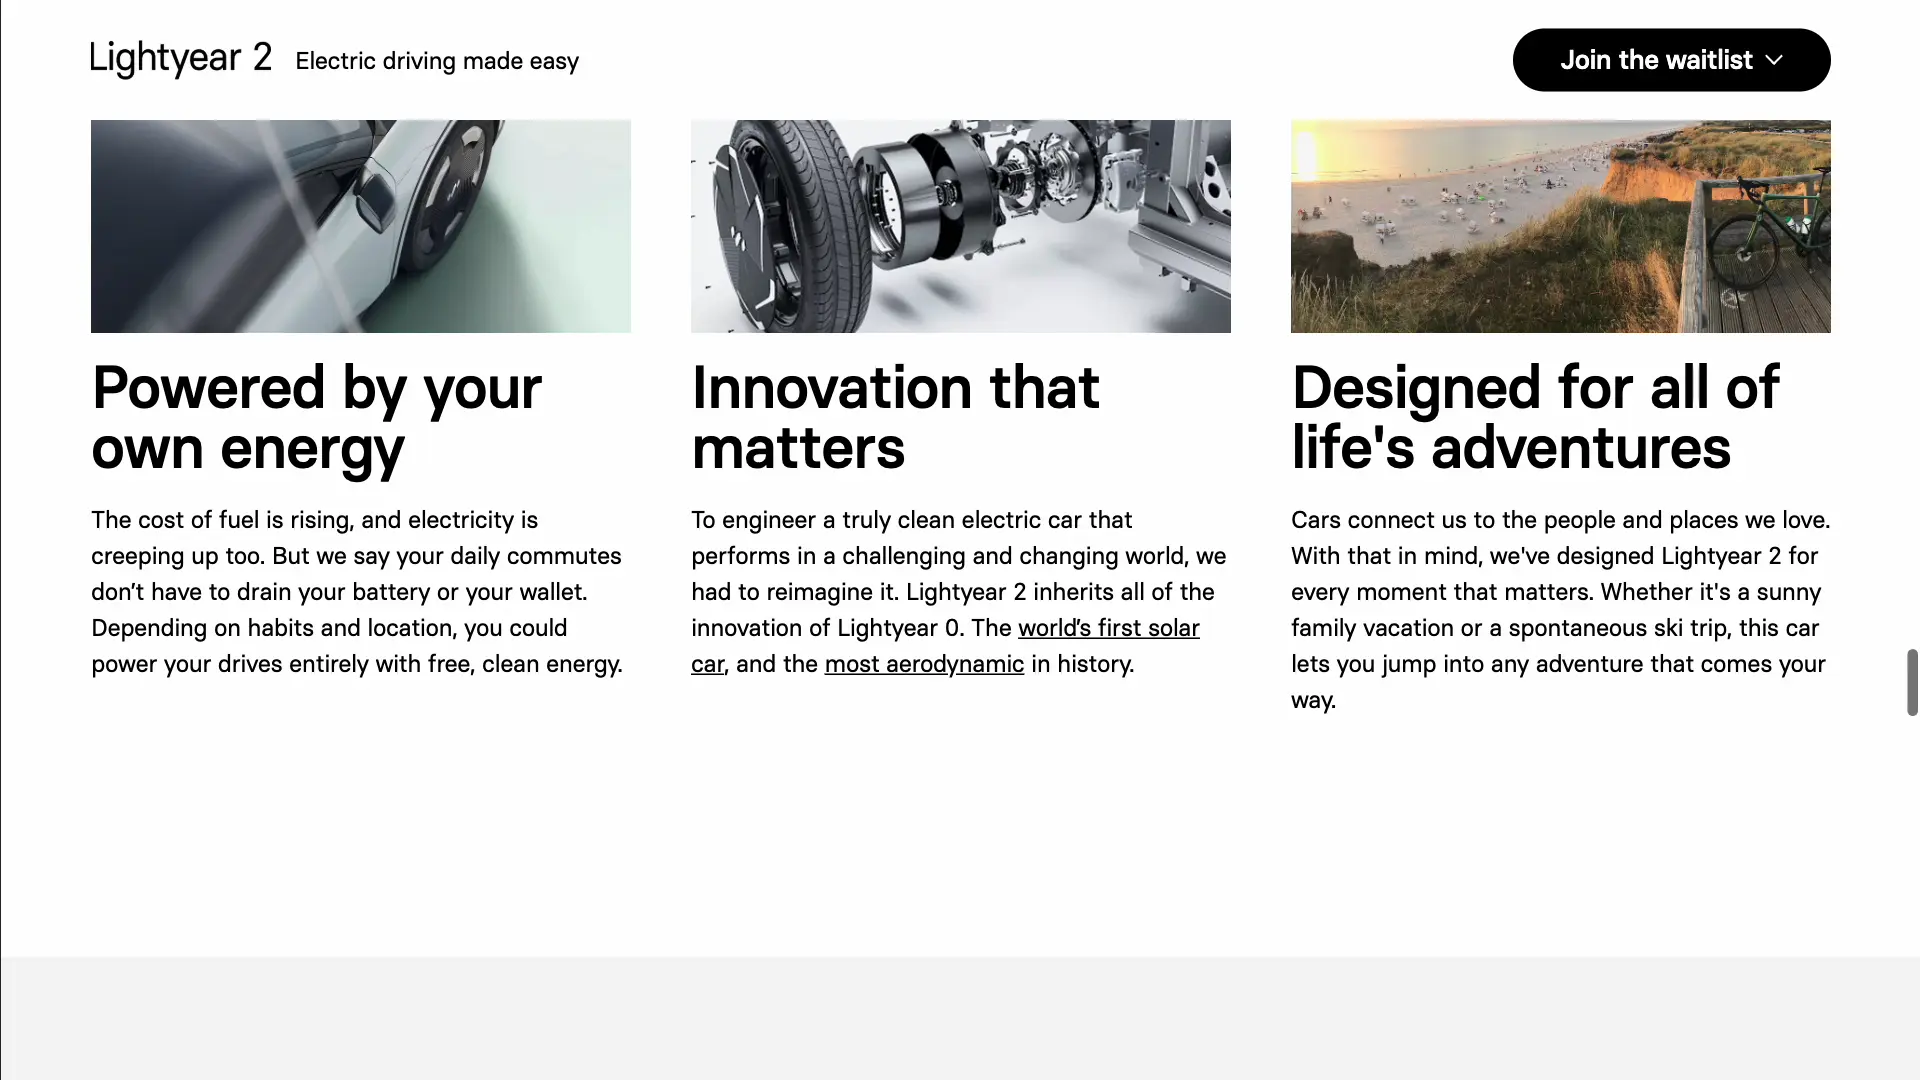 Lightyear 2 Electric driving made easy
Join the waitlist
Powered by your
own energy
The cost of fuel is rising, and electricity is
creeping up too. But we say your daily commutes
don’t have to drain your battery or your wallet.
Depending on habits and location, you could
power your drives entirely with free, clean energy.
Innovation that
matters
To engineer a truly clean electric car that
performs in a challenging and changing world, we
had to reimagine it. Lightyear 2 inherits all of the
innovation of Lightyear 0. The world’s first solar
car, and the most aerodynamic in history.
Designed for all of
life's adventures
Cars connect us to the people and places we love.
With that in mind, we've designed Lightyear 2 for
every moment that matters. Whether it's a sunny
family vacation or a spontaneous ski trip, this car
lets you jump into any adventure that comes your
way.